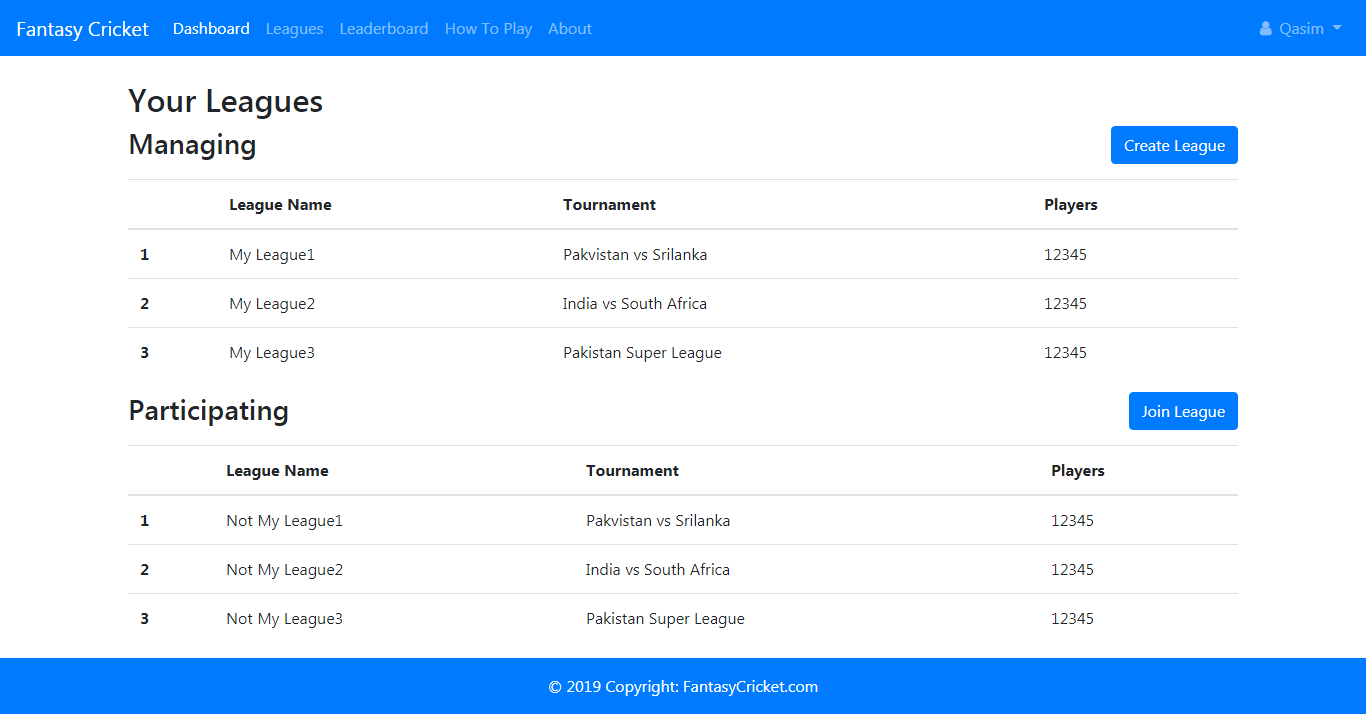 Fantasy Cricket Dashboard Leagues Leaderboard How To Play About Qasim
Your Leagues
Managing Create League
League Name Tournament Players
1 My League1 Pakvistan vs Srilanka 12345
2 My League2 India vs South Africa 12345
3 My League3 Pakistan Super League 12345
Participating Join League
League Name Tournament Players
1 Not My League1 Pakvistan vs Srilanka 12345
2 Not My League2 India vs South Africa 12345
3 Not My League3 Pakistan Super League 12345
© 2019 Copyright: FantasyCricket.com